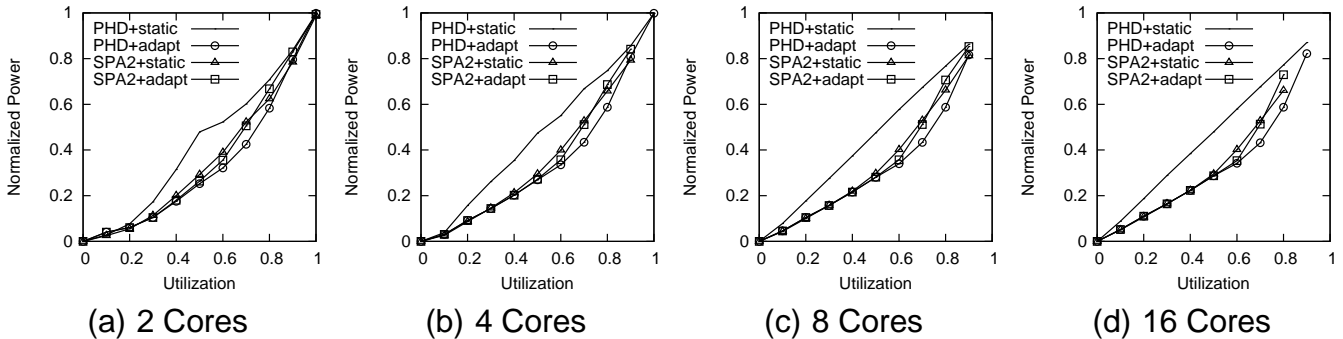 1
0.8
0.6
0.4
0.2
0
Normalized Power
PHD+static
PHD+adapt
SPA2+static
SPA2+adapt
0 0.2 0.4 0.6 0.8 1
Utilization
(a) 2 Cores
1
0.8
0.6
0.4
0.2
0
Normalized Power
PHD+static
PHD+adapt
SPA2+static
SPA2+adapt
0 0.2 0.4 0.6 0.8 1
Utilization
(b) 4 Cores
1
0.8
0.6
0.4
0.2
0
Normalized Power
PHD+static
PHD+adapt
SPA2+static
SPA2+adapt
0 0.2 0.4 0.6 0.8 1
Utilization
(c) 8 Cores
1
0.8
0.6
0.4
0.2
0
Normalized Power
PHD+static
PHD+adapt
SPA2+static
SPA2+adapt
0 0.2 0.4 0.6 0.8 1
Utilization
(d) 16 Cores